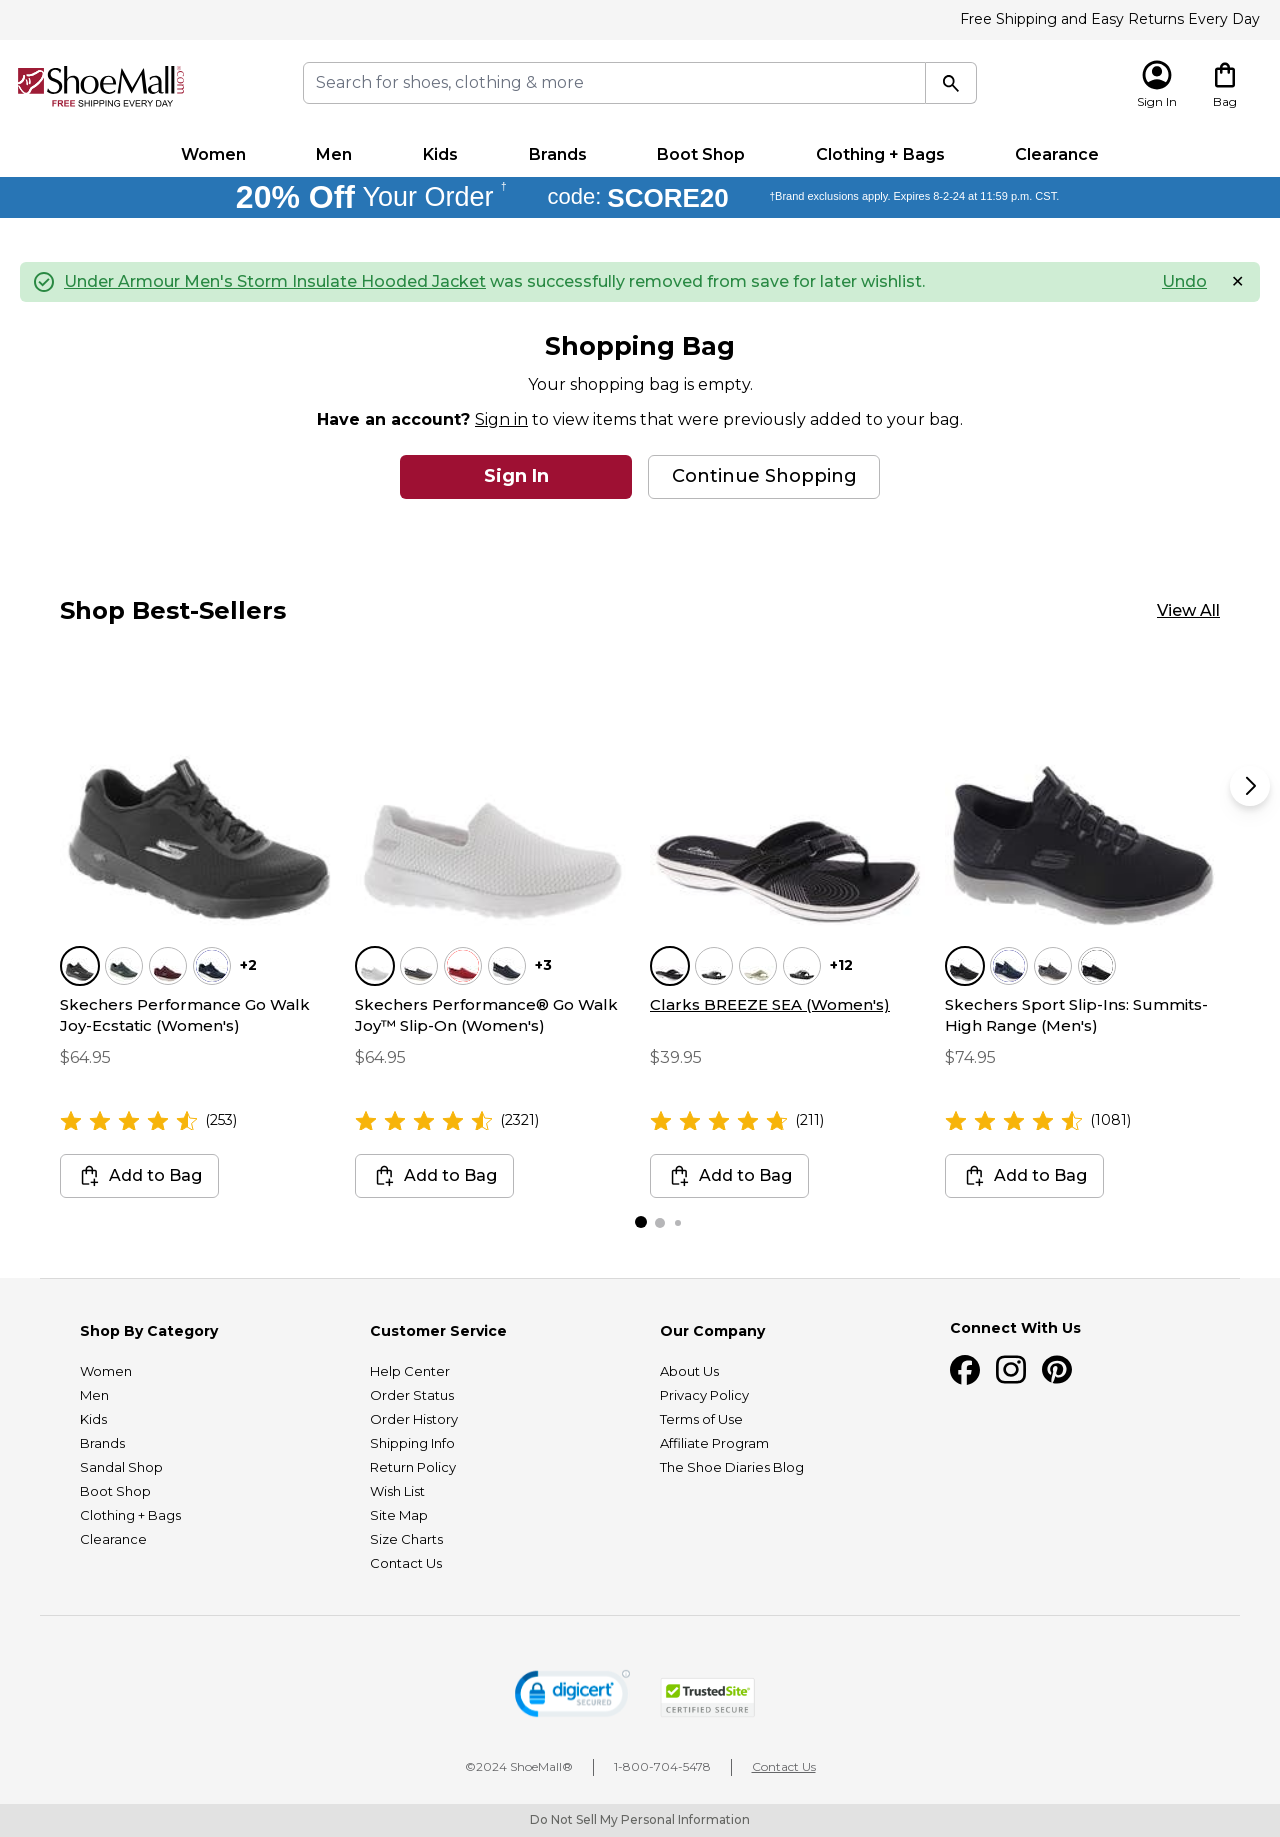 Free Shipping and Easy Returns Every Day
ShoeMall.com
FREE SHIPPING EVERY DAY
Search for shoes, clothing & more
Sign In
Bag
Women Men Kids Brands Boot Shop Clothing + Bags Clearance
20% Off Your Order † code: SCORE20 †Brand exclusions apply. Expires 8-2-24 at 11:59 p.m. CST.
Under Armour Men's Storm Insulate Hooded Jacket was successfully removed from save for later wishlist. Undo
Shopping Bag
Your shopping bag is empty.
Have an account? Sign in to view items that were previously added to your bag.
Sign In Continue Shopping
Shop Best-Sellers View All
+2
Skechers Performance Go Walk
Joy-Ecstatic (Women's)
$64.95
(253)
Add to Bag
+3
Skechers Performance® Go Walk
Joy™ Slip-On (Women's)
$64.95
(2321)
Add to Bag
+12
Clarks BREEZE SEA (Women's)
$39.95
(211)
Add to Bag
Skechers Sport Slip-Ins: Summits-
High Range (Men's)
$74.95
(1081)
Add to Bag
Shop By Category
Women
Men
Kids
Brands
Sandal Shop
Boot Shop
Clothing + Bags
Clearance
Customer Service
Help Center
Order Status
Order History
Shipping Info
Return Policy
Wish List
Site Map
Size Charts
Contact Us
Our Company
About Us
Privacy Policy
Terms of Use
Affiliate Program
The Shoe Diaries Blog
Connect With Us
digicert
SECURED
TrustedSite
CERTIFIED SECURE
©2024 ShoeMall® 1-800-704-5478 Contact Us
Do Not Sell My Personal Information